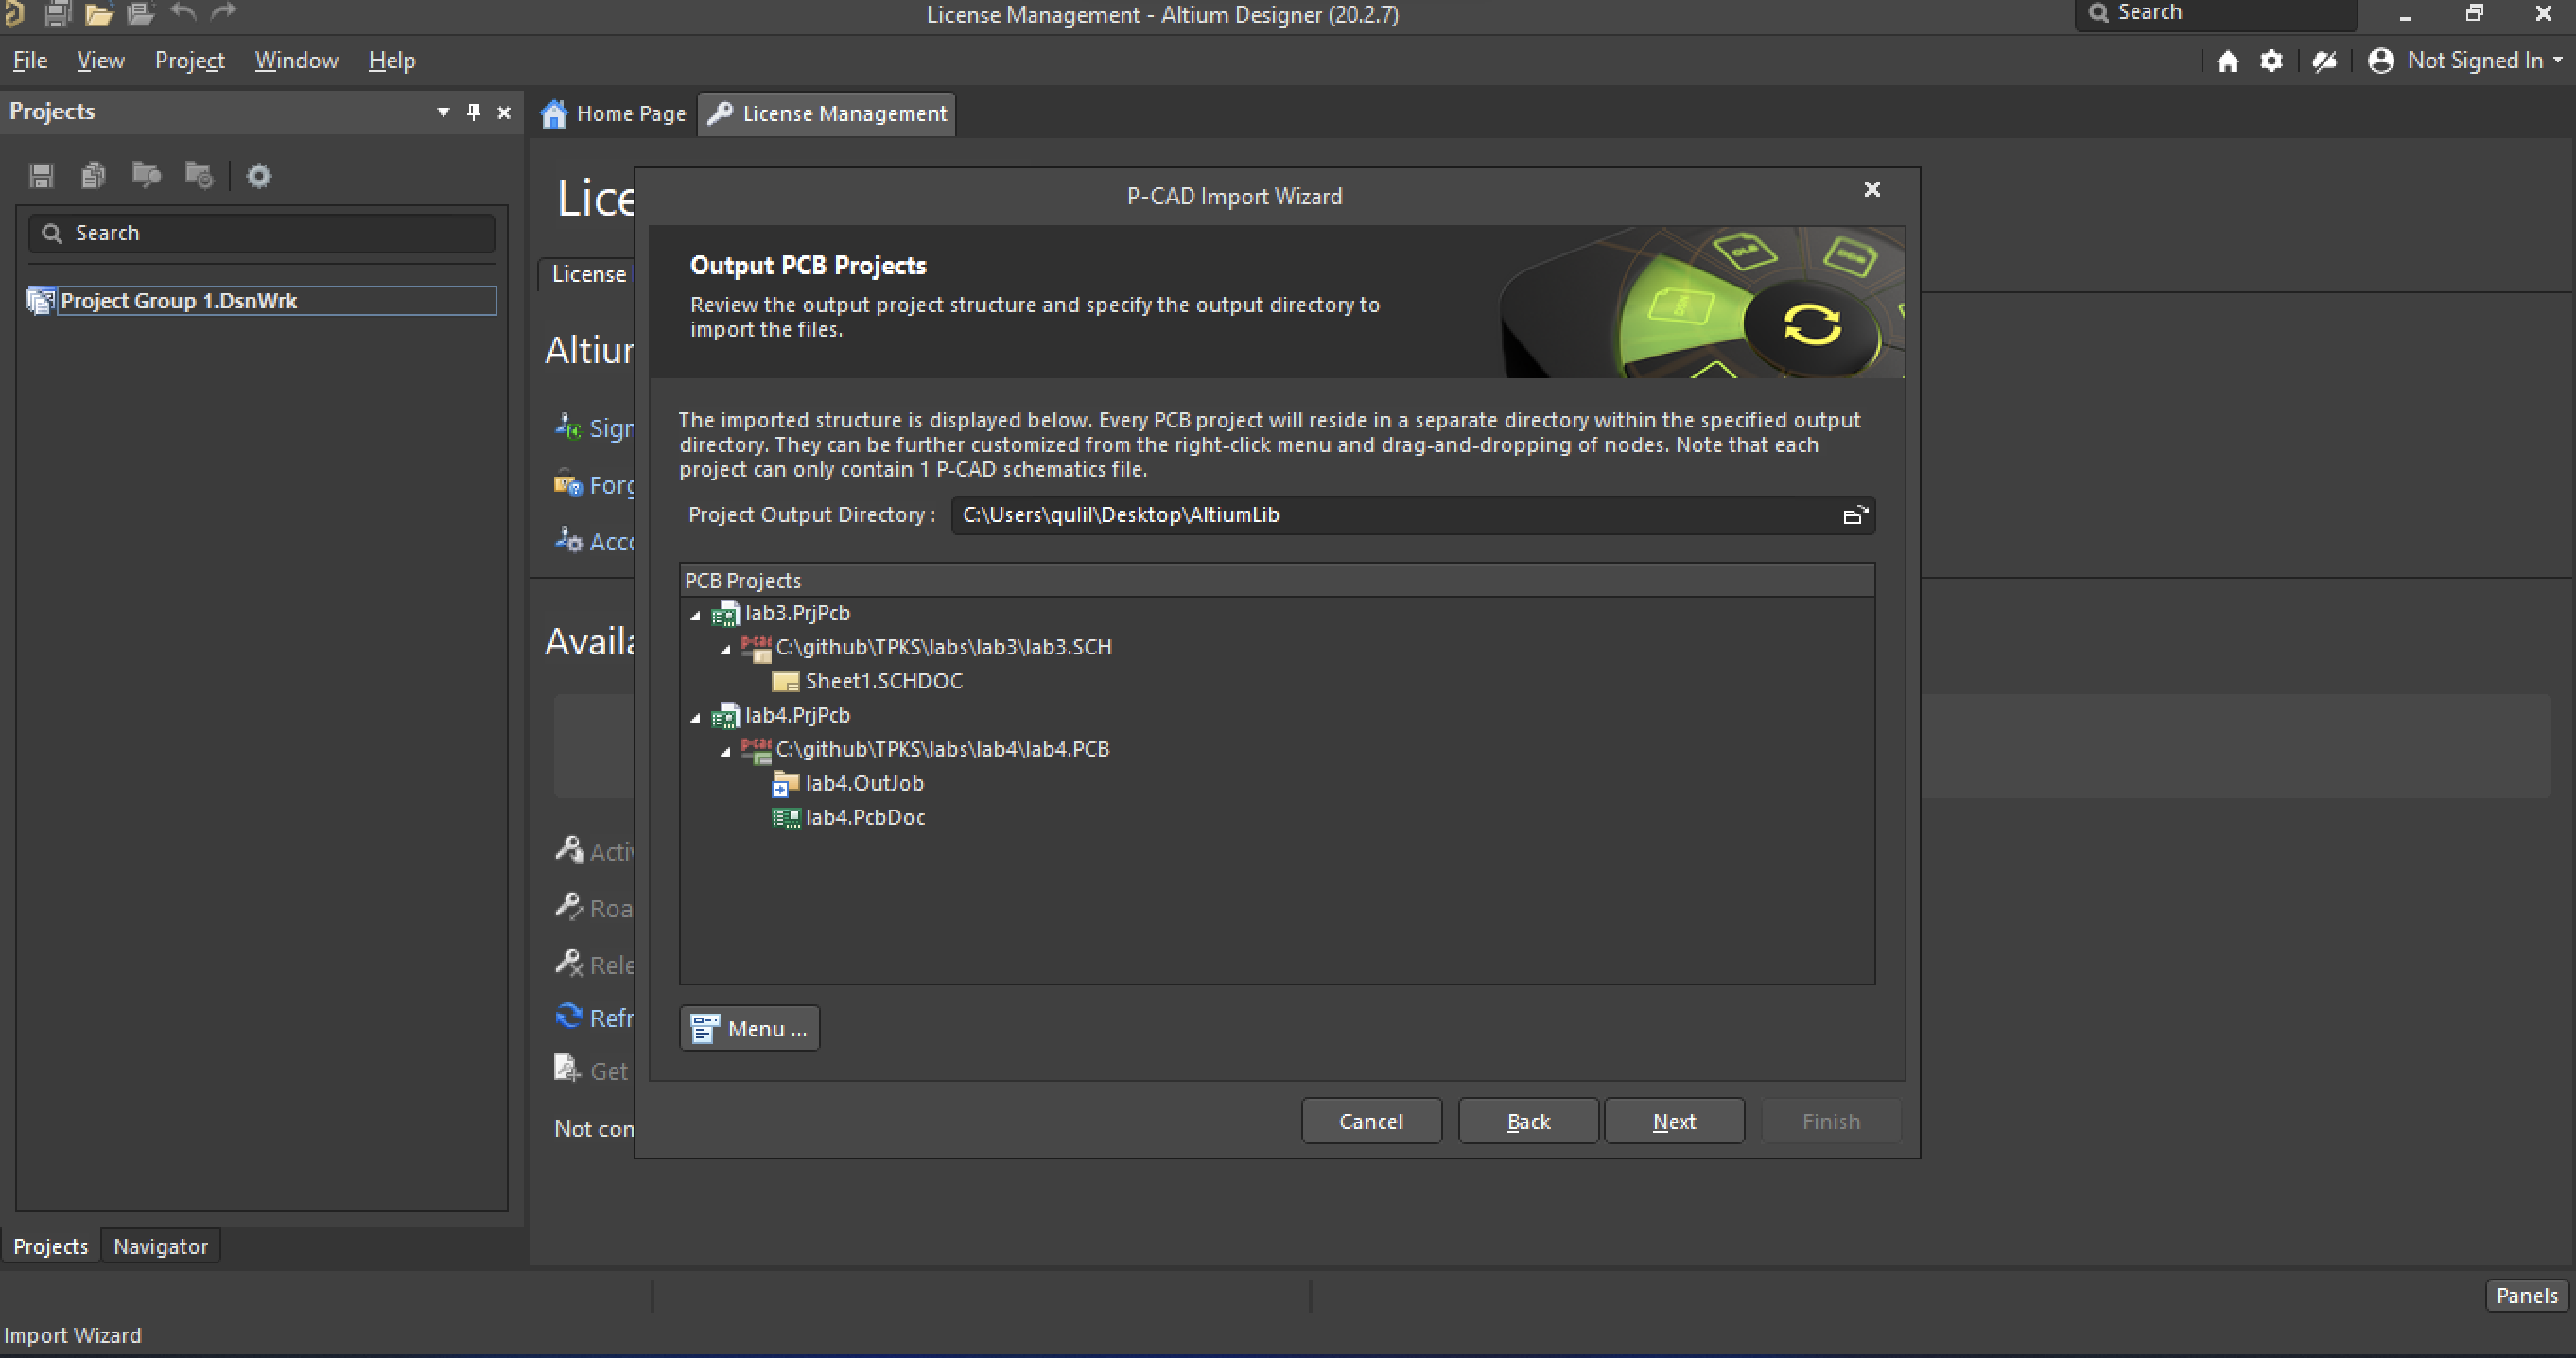 License Management - Altium Designer (20.2.7)
Search
File View Project Window Help
Not Signed In
Projects
Home Page
License Management
Search
Project Group 1.DsnWrk
Lice
License
Altiur
Sigr
Forg
Acco
Availa
Activ
Roa
Rele
Refr
Get
Not con
P-CAD Import Wizard
Output PCB Projects
Review the output project structure and specify the output directory to
import the files.
The imported structure is displayed below. Every PCB project will reside in a separate directory within the specified output
directory. They can be further customized from the right-click menu and drag-and-dropping of nodes. Note that each
project can only contain 1 P-CAD schematics file.
Project Output Directory : C:\Users\qulil\Desktop\AltiumLib
PCB Projects
lab3.PrjPcb
C:\github\TPKS\labs\lab3\lab3.SCH
Sheet1.SCHDOC
lab4.PrjPcb
C:\github\TPKS\labs\lab4\lab4.PCB
lab4.OutJob
lab4.PcbDoc
Menu ...
Cancel Back Next Finish
Projects Navigator
Panels
Import Wizard